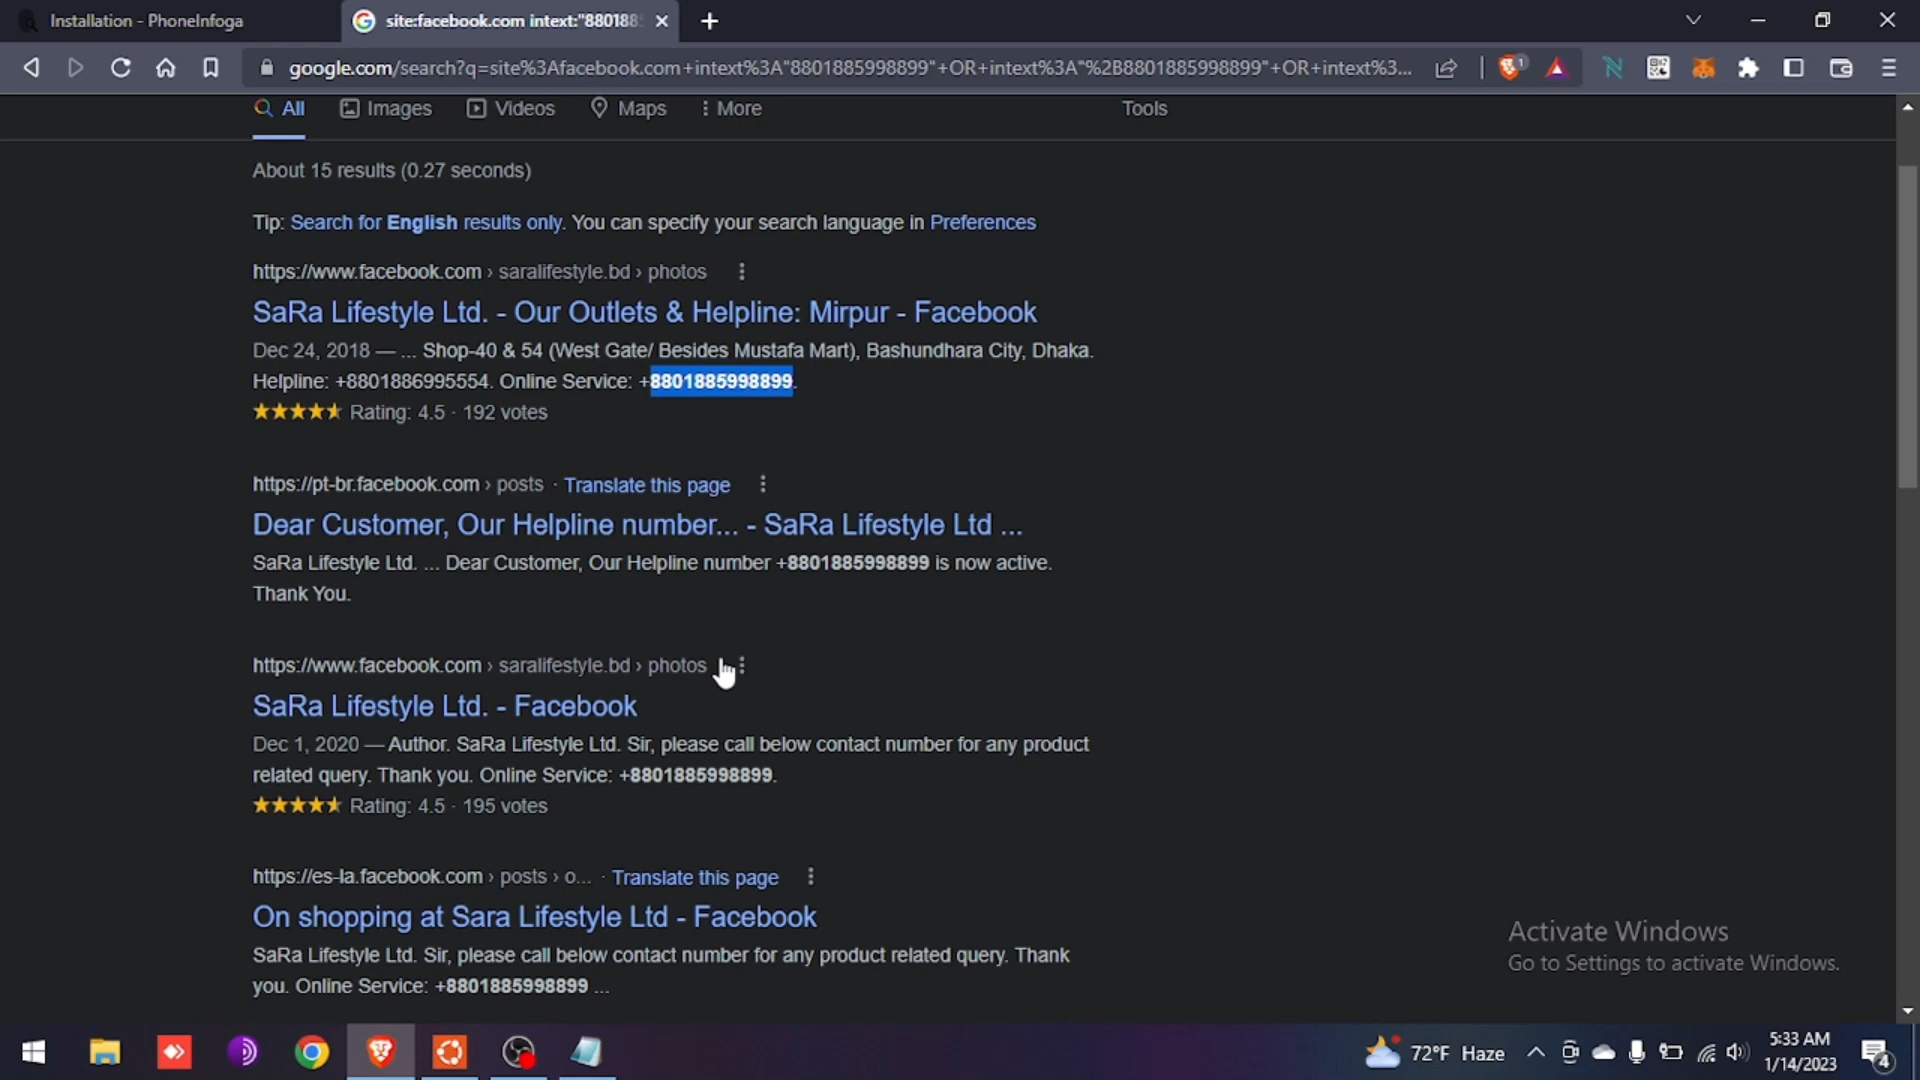 Installation - PhoneInfoga
site:facebook.com intext:"880188
google.com/search?q=site%3Afacebook.com+intext%3A"8801885998899"+OR+intext%3A"%2B8801885998899"+OR+intext%3...
1
All
Images
Videos
Maps
More
Tools
About 15 results (0.27 seconds)
Tip: Search for English results only. You can specify your search language in Preferences
https://www.facebook.com › saralifestyle.bd › photos
SaRa Lifestyle Ltd. - Our Outlets & Helpline: Mirpur - Facebook
Dec 24, 2018 — ... Shop-40 & 54 (West Gate/ Besides Mustafa Mart), Bashundhara City, Dhaka.
Helpline: +8801886995554. Online Service: +8801885998899.
Rating: 4.5 · 192 votes
https://pt-br.facebook.com › posts · Translate this page
Dear Customer, Our Helpline number... - SaRa Lifestyle Ltd ...
SaRa Lifestyle Ltd. ... Dear Customer, Our Helpline number +8801885998899 is now active.
Thank You.
https://www.facebook.com › saralifestyle.bd › photos
SaRa Lifestyle Ltd. - Facebook
Dec 1, 2020 — Author. SaRa Lifestyle Ltd. Sir, please call below contact number for any product
related query. Thank you. Online Service: +8801885998899.
Rating: 4.5 · 195 votes
https://es-la.facebook.com › posts › o... · Translate this page
On shopping at Sara Lifestyle Ltd - Facebook
SaRa Lifestyle Ltd. Sir, please call below contact number for any product related query. Thank
you. Online Service: +8801885998899 ...
Activate Windows
Go to Settings to activate Windows.
72°F Haze
5:33 AM
1/14/2023
4